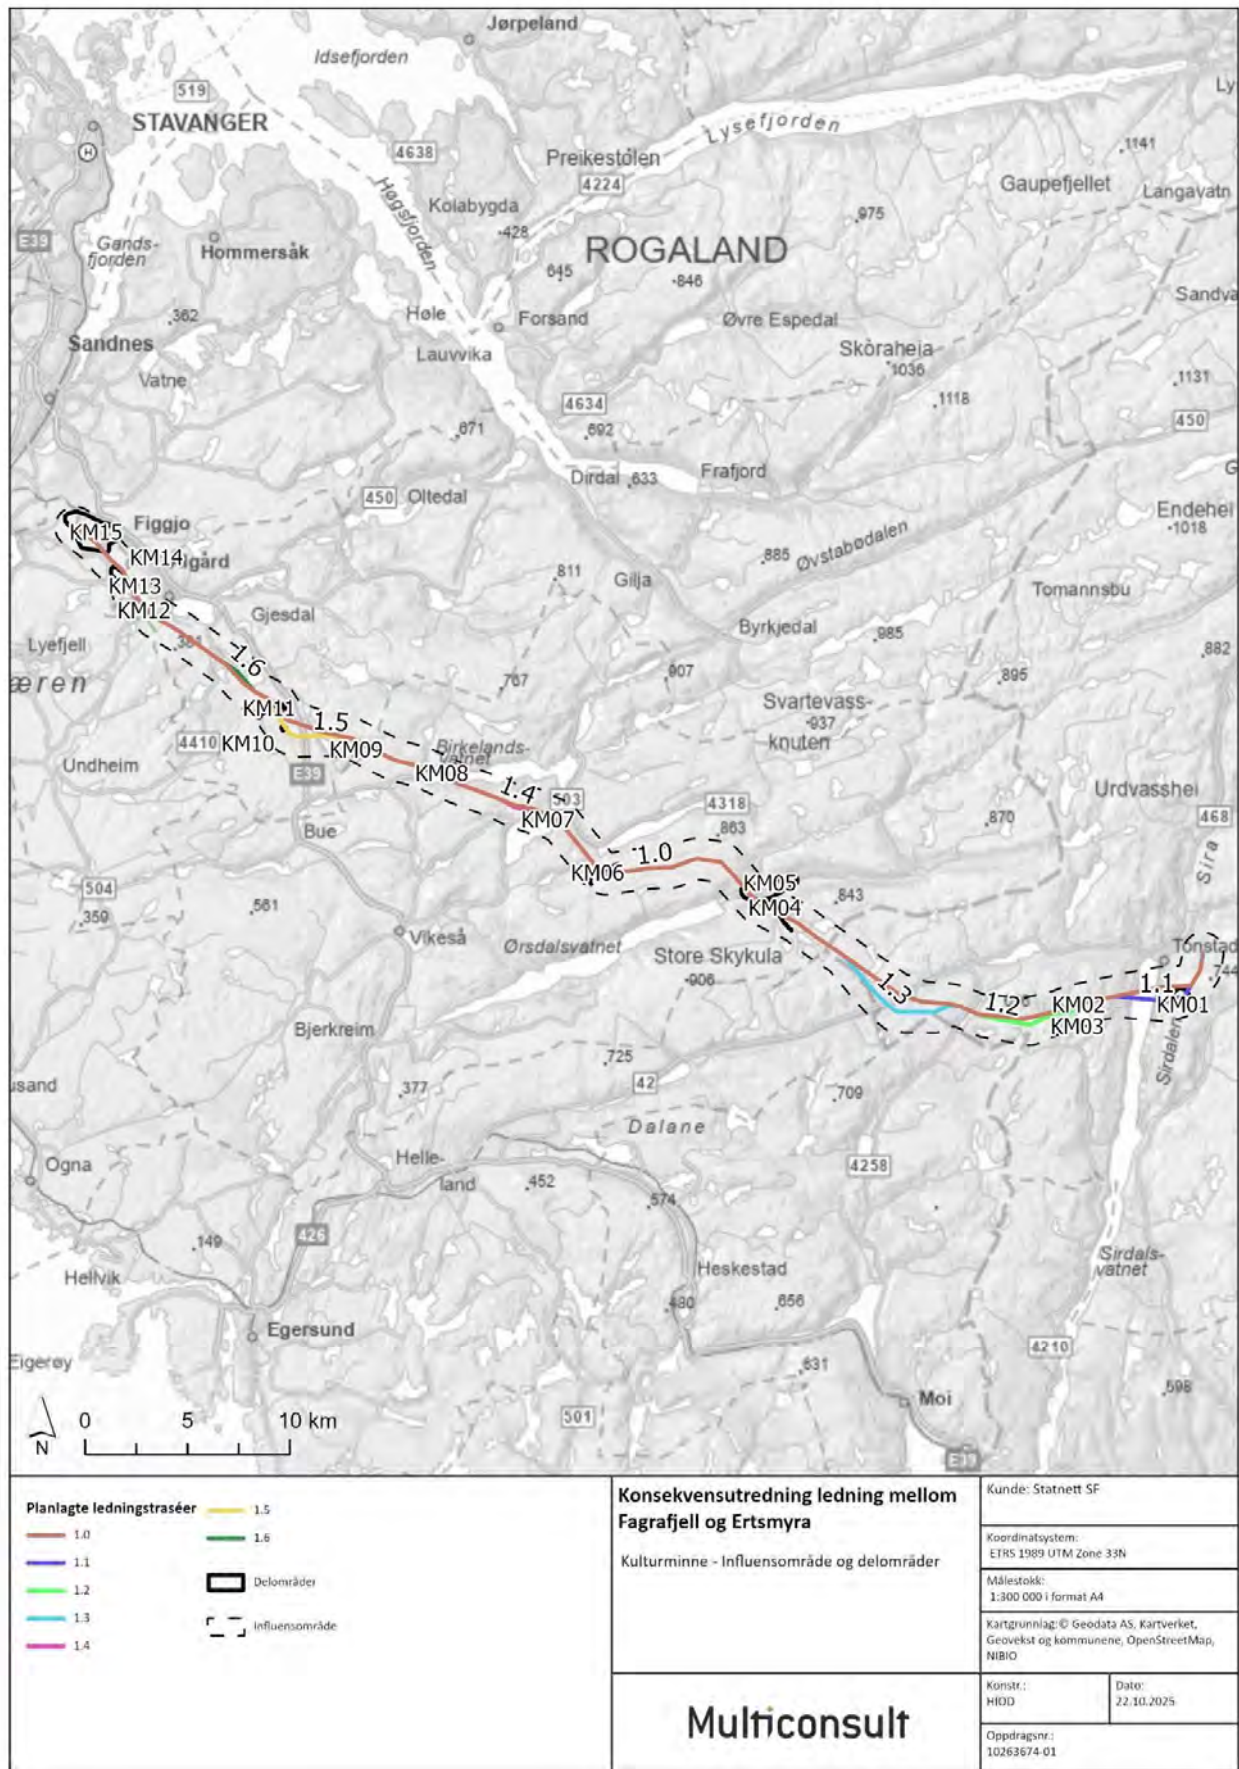 Jørpeland
Idsefjorden
519
STAVANGER
Lysefjorden
H
4638
Preikestolen
1141
4224
Gaupefjellet
Langavatn
Høgsfjorden
Kolabygda
975
428
E39
Gands-
fjorden
Hommersåk
ROGALAND
645
846
Sandva
Høle
Forsand
362
Øvre Espedal
Sandnes
Lauvvika
Skòraheia
1036
Vatne
1131
4634
1118
671
692
450
Dirdal
633
Frafjord
450
Oltedal
Endehei
1018
KM15
Figgjo
Øvstabødalen
KM14
lgård
885
811
Gilja
KM13
Tomannsbu
KM12
Gjesdal
Byrkjedal
985
Lyefjell
381
882
1.6
907
895
æren
767
Svartevass-
KM11
937
1.5
knuten
4410
KM10
KM09
Birkelands-
vatnet
Undheim
E39
KM08
Urdvasshei
1.4
503
4318
468
KM07
870
Bue
863
1.0
Sira
KM06
KM05
504
561
843
359
KM04
Vikeså
Ørsdalsvatnet
Tonstad
Store Skykula
744
906
1.3
1.1
1.2
KM02
KM01
KM03
Bjerkreim
Sirdalen
725
42
377
709
Dalane
Ogna
Helle-
land
4258
452
574
426
149
Sirdals-
vatnet
Hellvik
Heskestad
480
656
Egersund
4210
Eigerøy
631
598
Moi
0 5 10 km
501
N
E39
Planlagte ledningstraséer
1.0
1.1
1.2
1.3
1.4
1.5
1.6
Delområder
Influensområde
Konsekvensutredning ledning mellom
Fagrafjell og Ertsmyra
Kulturminne - Influensområde og delområder
Multiconsult
Kunde: Statnett SF
Koordinatsystem:
ETRS 1989 UTM Zone 33N
Målestokk:
1:300 000 i format A4
Kartgrunnlag: © Geodata AS, Kartverket,
Geovekst og kommunene, OpenStreetMap,
NIBIO
Konstr.:
HIOD
Dato:
22.10.2025
Oppdragsnr.:
10263674-01